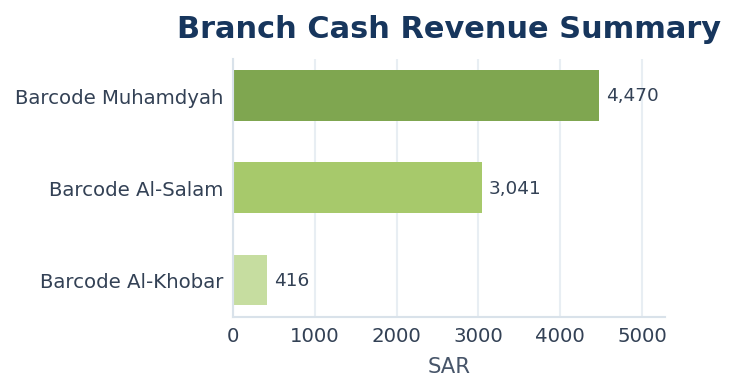 Branch Cash Revenue Summary
Barcode Muhamdyah
4,470
Barcode Al-Salam
3,041
Barcode Al-Khobar
416
0 1000 2000 3000 4000 5000
SAR